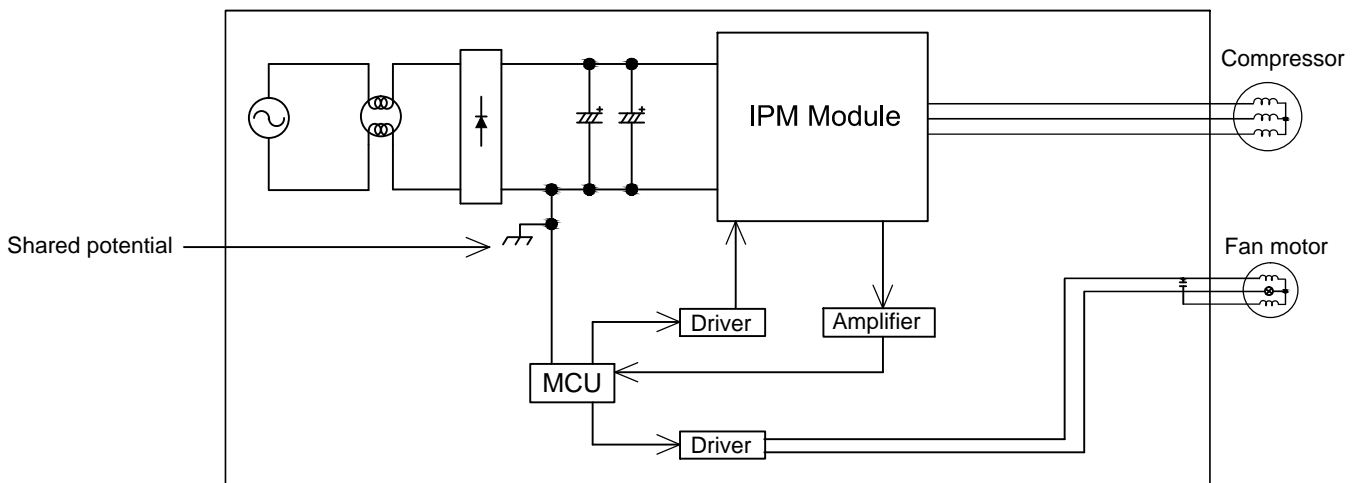 Compressor
IPM Module
Shared potential
Fan motor
Driver
Amplifier
MCU
Driver